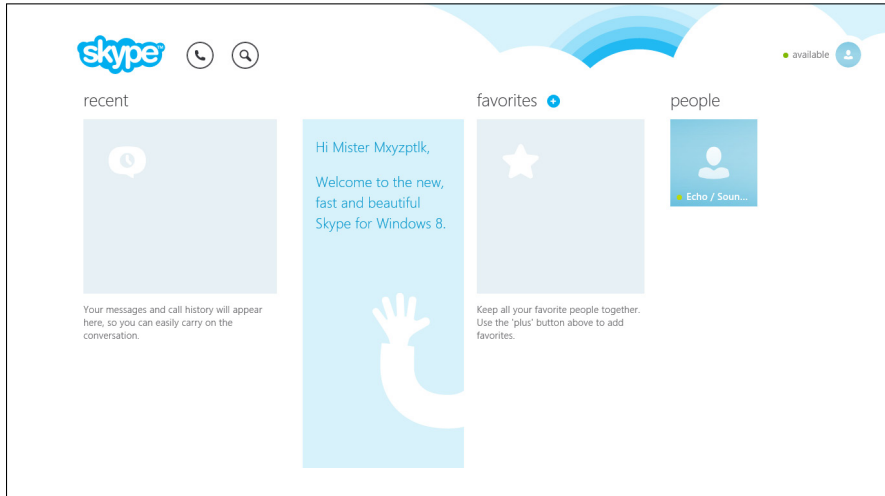 skype™
available
recent
favorites
people
Hi Mister Mxyzptlk,
Welcome to the new,
fast and beautiful
Skype for Windows 8.
Echo / Soun...
Your messages and call history will appear
here, so you can easily carry on the
conversation.
Keep all your favorite people together.
Use the 'plus' button above to add
favorites.